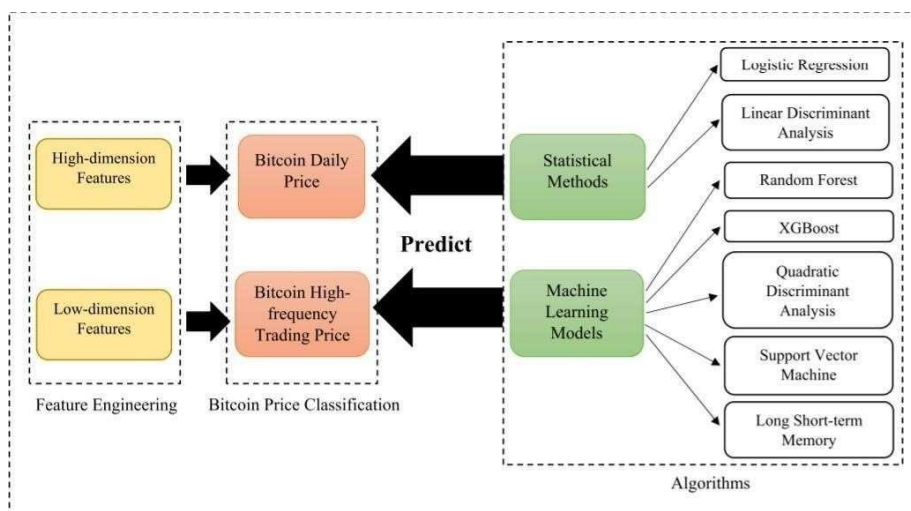 High-dimension
Features
Low-dimension
Features
Feature Engineering
Bitcoin Daily
Price
Bitcoin High-
frequency
Trading Price
Bitcoin Price Classification
Predict
Statistical
Methods
Machine
Learning
Models
Logistic Regression
Linear Discriminant
Analysis
Random Forest
XGBoost
Quadratic
Discriminant
Analysis
Support Vector
Machine
Long Short-term
Memory
Algorithms